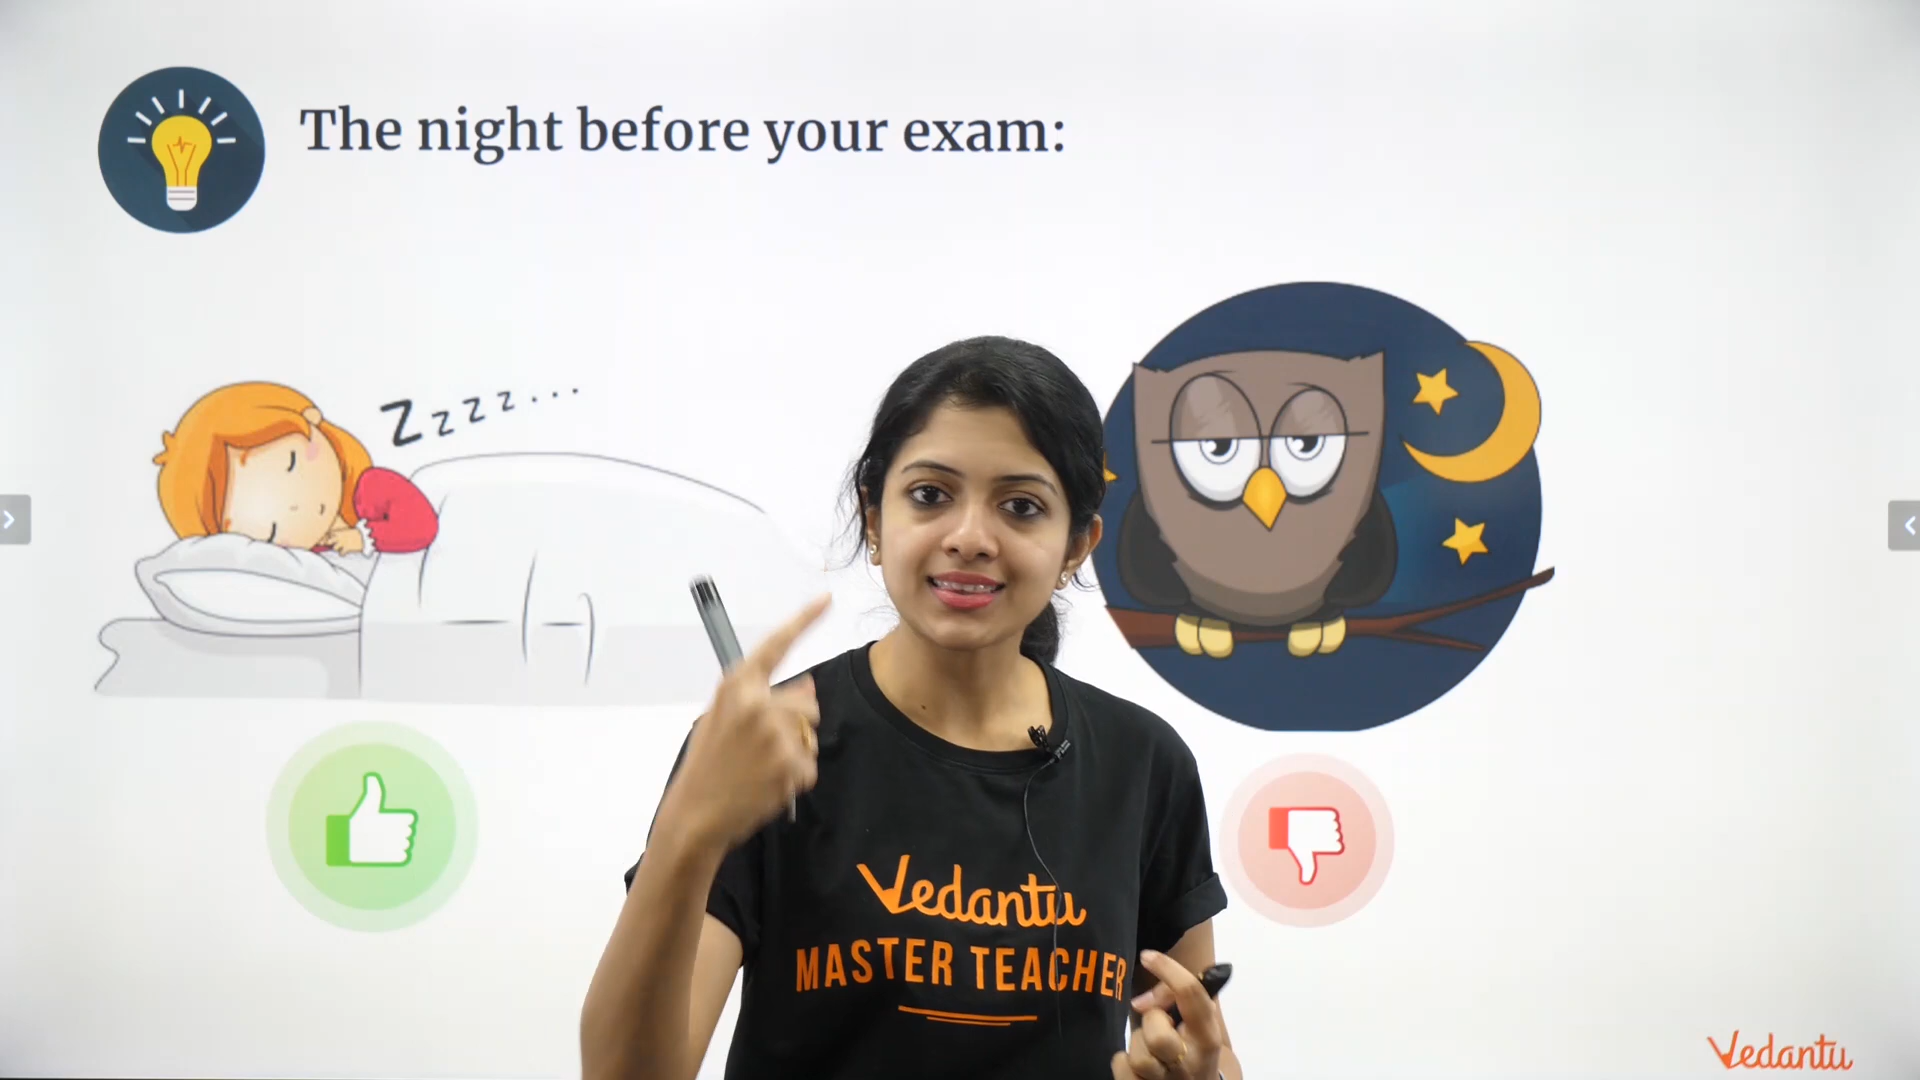 The night before your exam:
Zzzz...
Vedantu
MASTER TEACHER
Vedantu